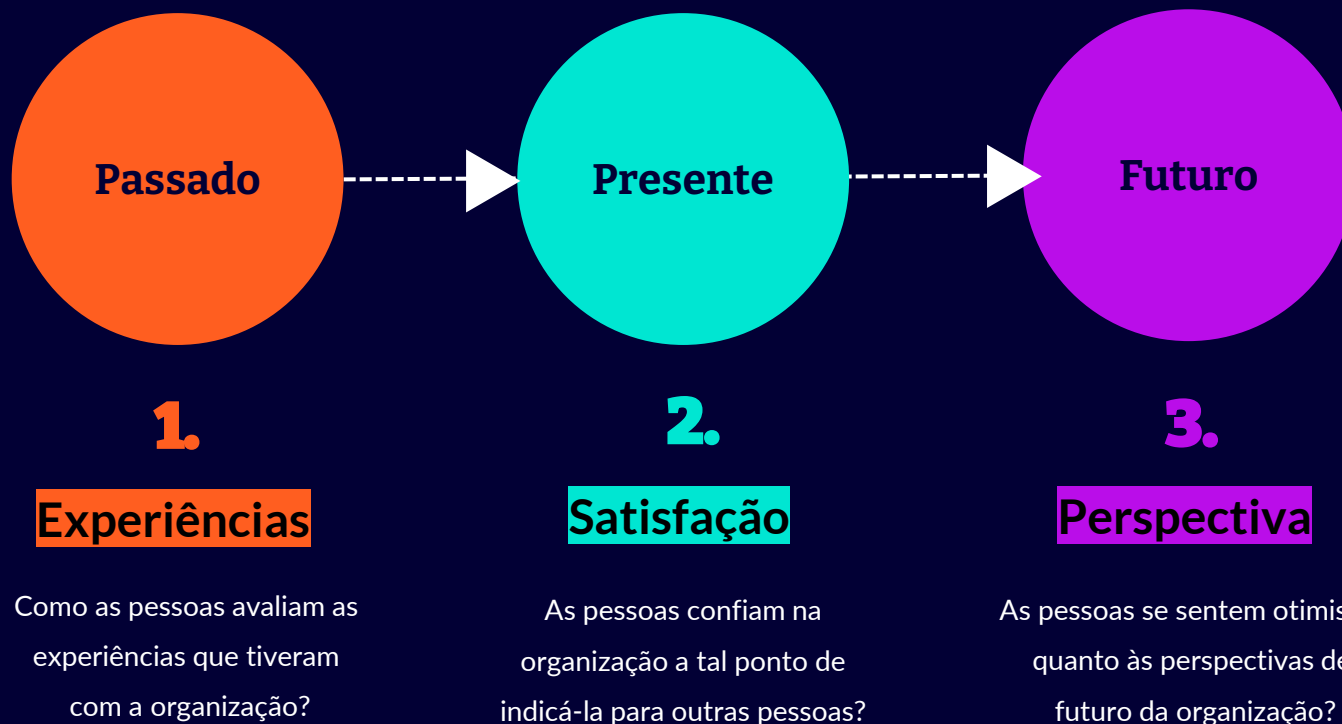 Passado
Presente
Futuro
1.
Experiências
Como as pessoas avaliam as
experiências que tiveram
com a organização?
2.
Satisfação
As pessoas confiam na
organização a tal ponto de
indicá-la para outras pessoas?
3.
Perspectiva
As pessoas se sentem
quanto às perspectivas de
futuro da organização?